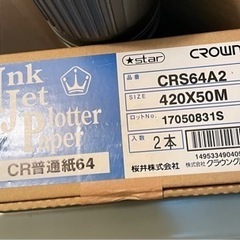 Ink
Jet
Plotter
Paper
CR普通紙64
star
CROWN
品番
CRS64A2
SIZE
420X50M
ロットNo.
17050831S
入数
2本
桜井株式会社
株式会社クラウン